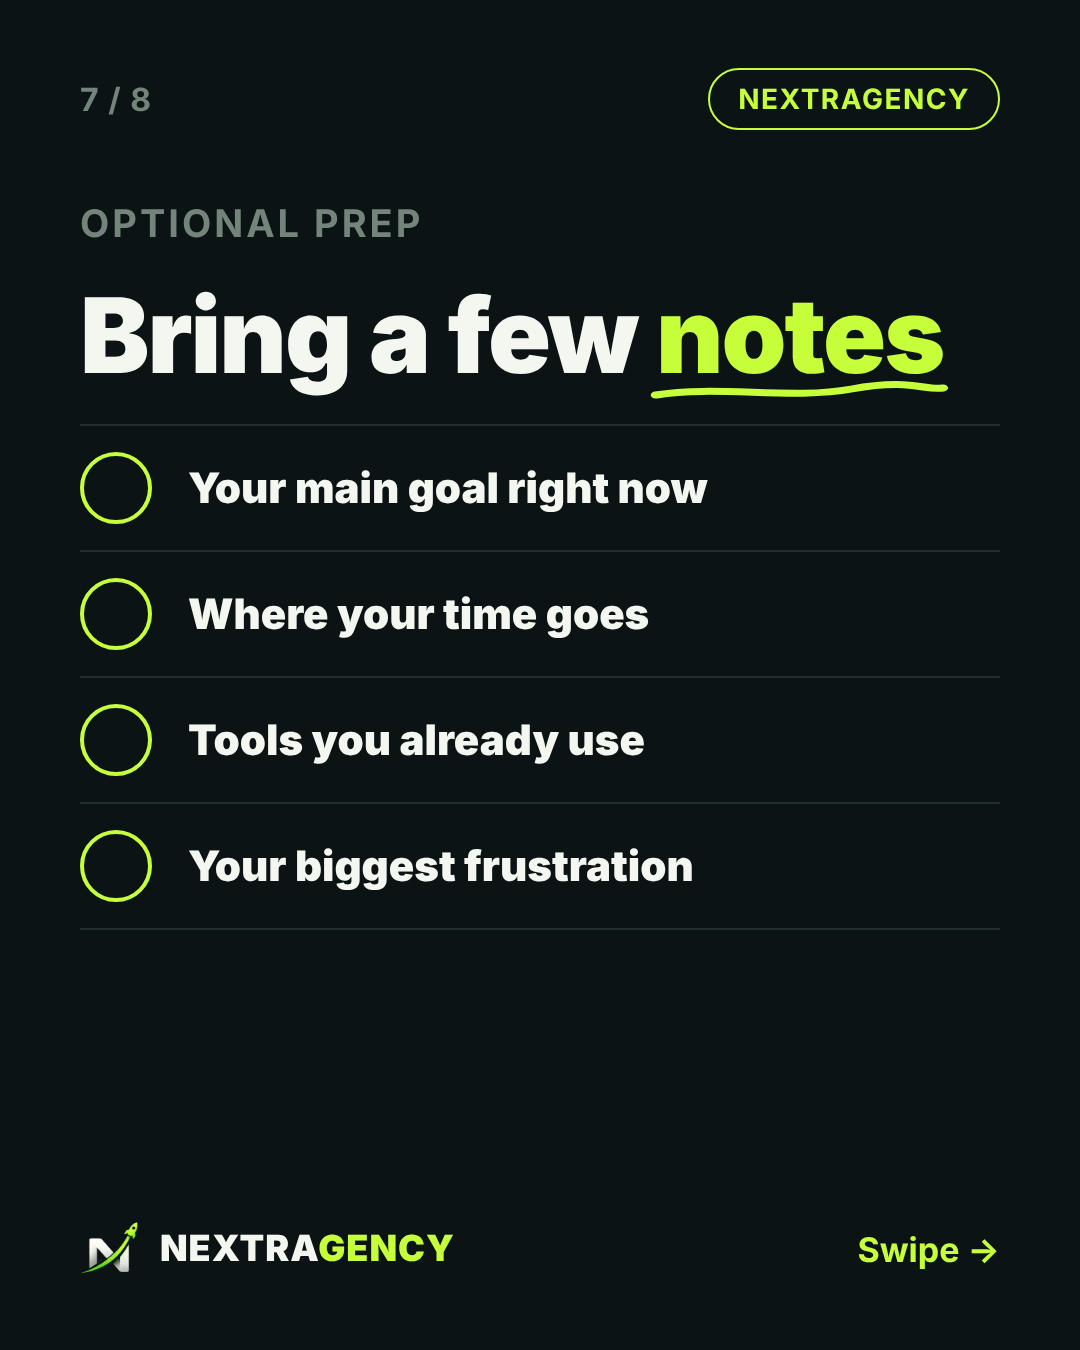 7 / 8
NEXTRAGENCY
OPTIONAL PREP
Bring a few notes
Your main goal right now
Where your time goes
Tools you already use
Your biggest frustration
NEXTRAGENCY
Swipe →